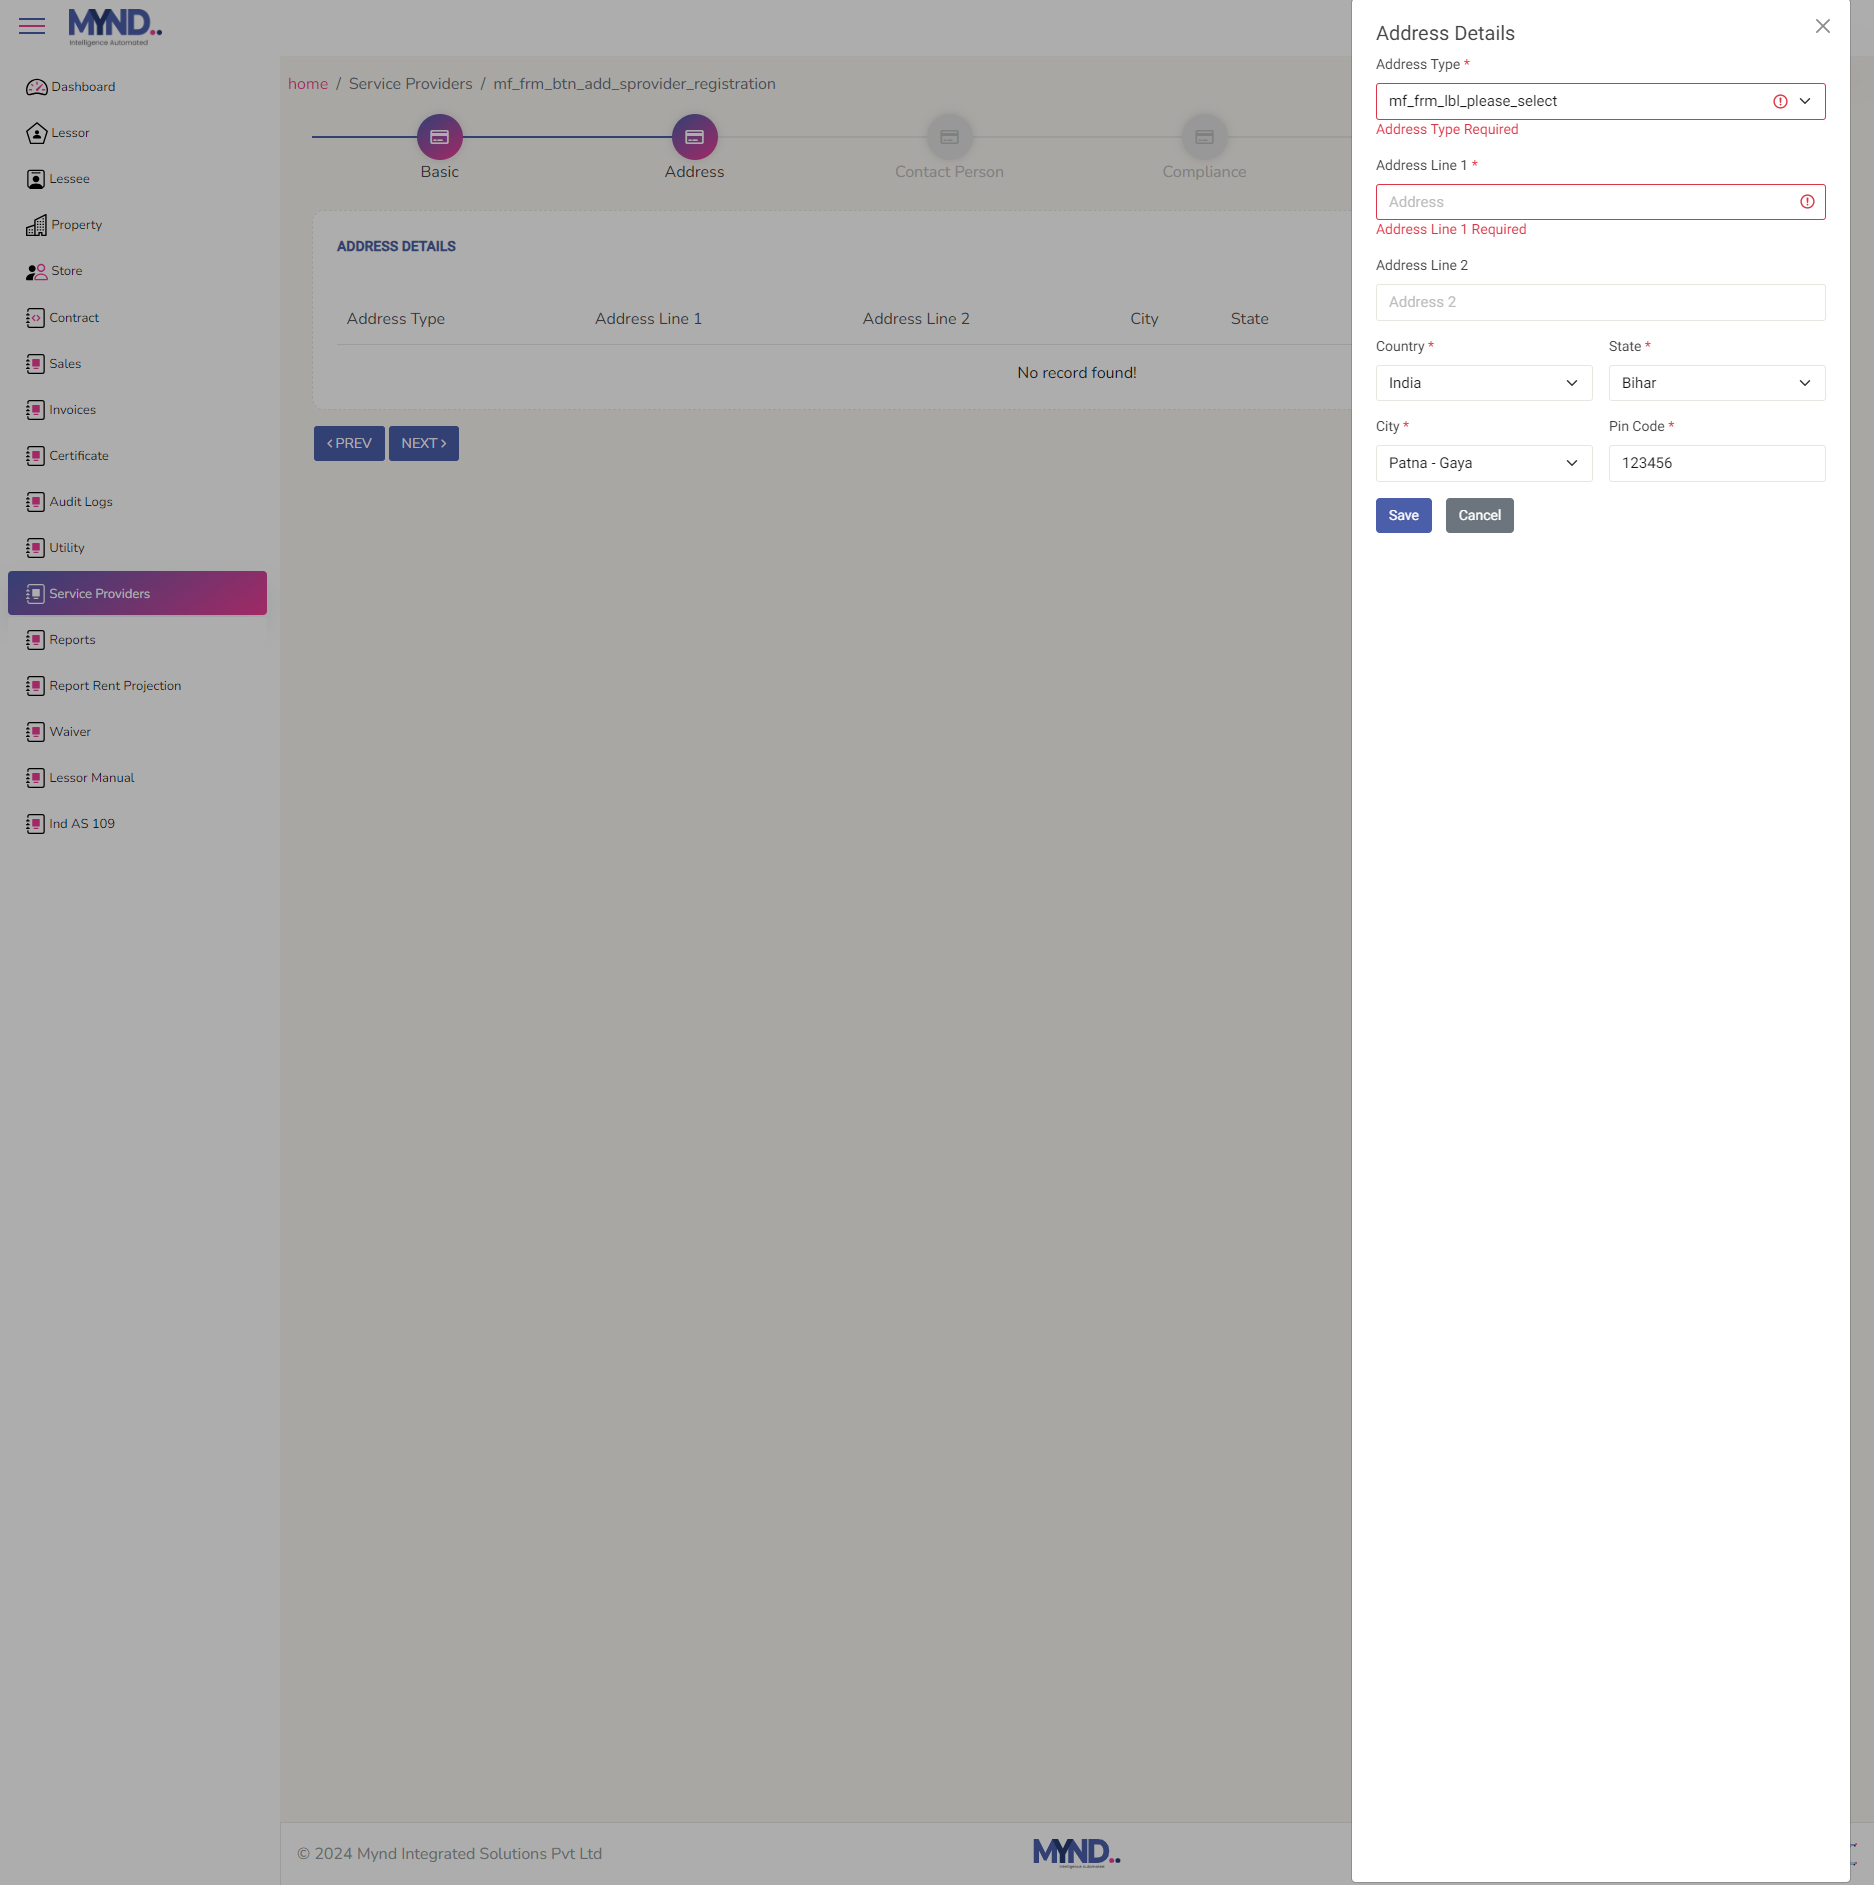 MYND..
Intelligence Automated
Dashboard
Lessor
Lessee
Property
Store
Contract
Sales
Invoices
Certificate
Audit Logs
Utility
Service Providers
Reports
Report Rent Projection
Waiver
Lessor Manual
Ind AS 109
home / Service Providers / mf_frm_btn_add_sprovider_registration
Basic Address Contact Person Compliance
ADDRESS DETAILS
Address Type Address Line 1 Address Line 2 City State
No record found!
PREV NEXT
© 2024 Mynd Integrated Solutions Pvt Ltd
MYND..
Intelligence Automated
Address Details
Address Type *
mf_frm_lbl_please_select
Address Type Required
Address Line 1 *
Address
Address Line 1 Required
Address Line 2
Address 2
Country * State *
India Bihar
City * Pin Code *
Patna - Gaya 123456
Save Cancel